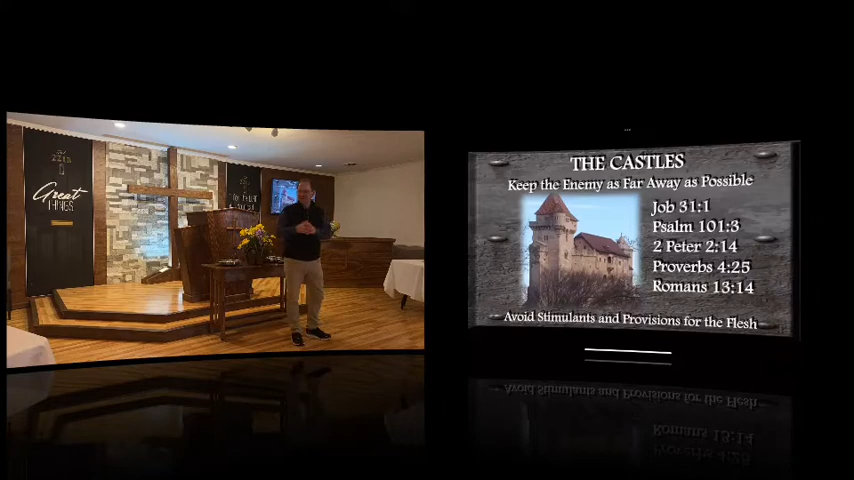 Great
THINGS
THE CASTLES
Keep the Enemy as Far Away as Possible
Job 31:1
Psalm 101:3
2 Peter 2:14
Proverbs 4:25
Romans 13:14
Avoid Stimulants and Provisions for the Flesh